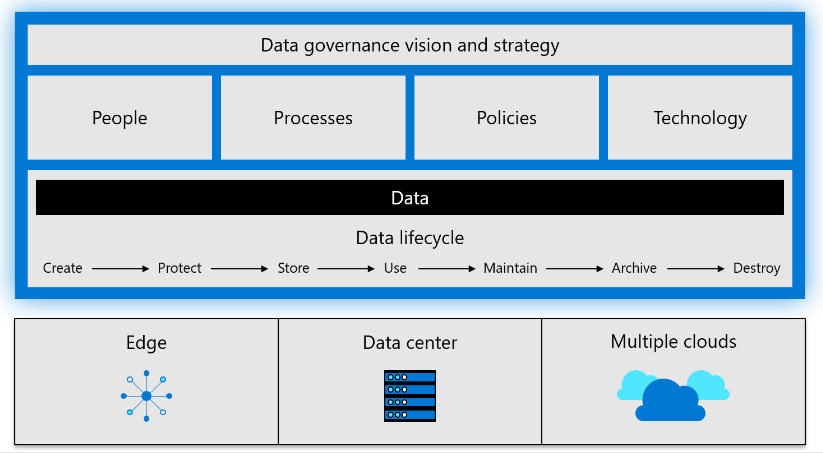 Data governance vision and strategy
People
Processes
Policies
Technology
Data
Data lifecycle
Create
Protect
Store
Use
Maintain
Archive
Destroy
Edge
Data center
Multiple clouds